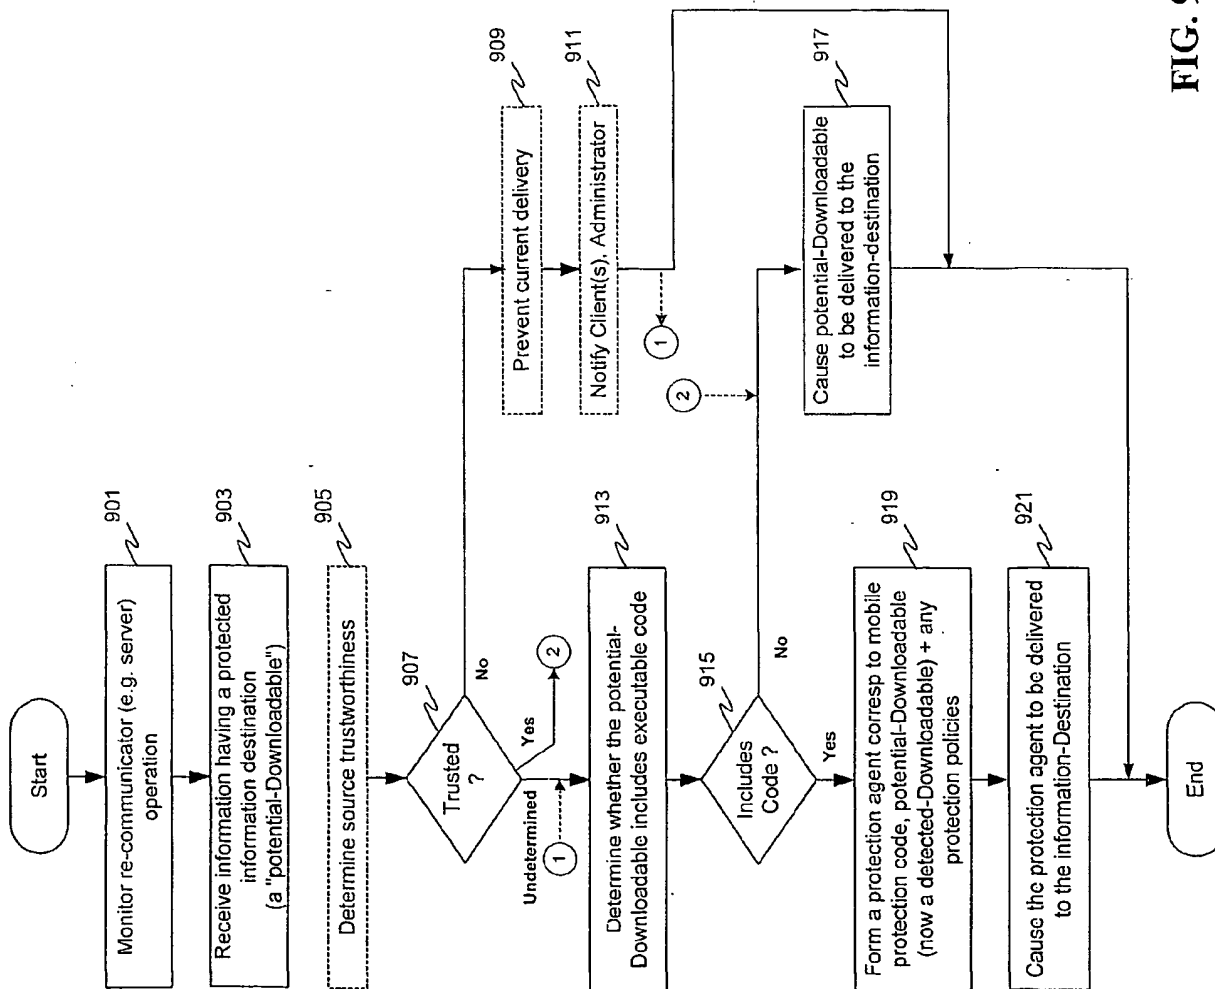 Start
901
Monitor re-communicator (e.g. server)
operation
903
Receive information having a protected
information destination
(a "potential-Downloadable")
905
Determine source trustworthiness
907
Trusted
?
No
Yes
2
Undetermined
1
909
Prevent current delivery
911
Notify Client(s), Administrator
1
2
913
Determine whether the potential-
Downloadable includes executable code
915
Includes
Code ?
No
Yes
917
Cause potential-Downloadable
to be delivered to the
information-destination
919
Form a protection agent corresp to mobile
protection code, potential-Downloadable
(now a detected-Downloadable) + any
protection policies
921
Cause the protection agent to be delivered
to the information-Destination
End
FIG. 9